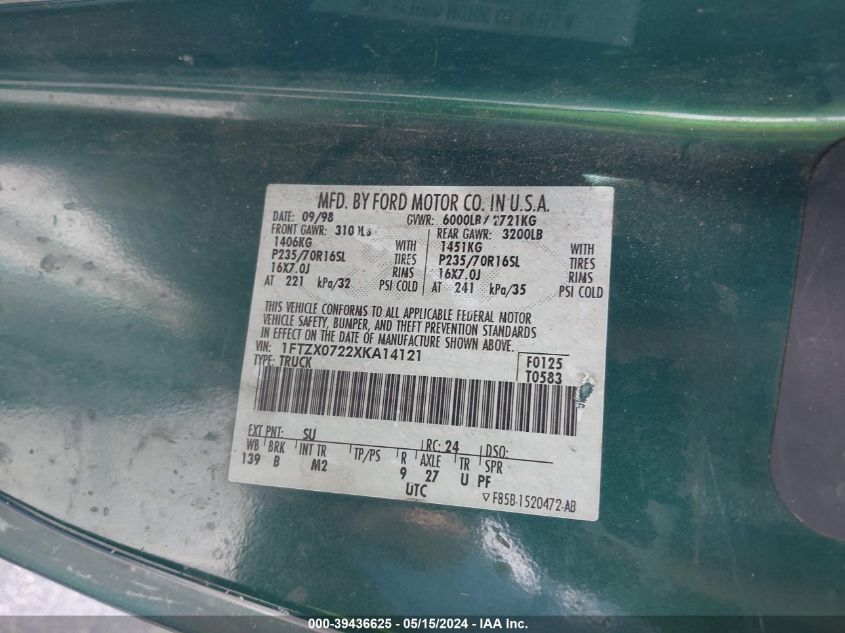 MFD. BY FORD MOTOR CO. IN U.S.A.
DATE: 09/98 GVWR: 6000LB/ 2721KG
FRONT GAWR: 3100LB REAR GAWR: 3200LB
1406KG WITH 1451KG WITH
P235/70R16SL TIRES P235/70R16SL TIRES
16X7.0J RIMS 16X7.0J RIMS
AT 221 kPa/32 PSI COLD AT 241 kPa/35 PSI COLD
THIS VEHICLE CONFORMS TO ALL APPLICABLE FEDERAL MOTOR
VEHICLE SAFETY, BUMPER, AND THEFT PREVENTION STANDARDS
IN EFFECT ON THE DATE OF MANUFACTURE SHOWN ABOVE.
VIN: 1FTZX0722XKA14121 F0125
TYPE: TRUCK T0583
EXT PNT: SU RC: 24 DSO:
WB BRK INT TR TP/PS R AXLE TR SPR
139 B M2 9 27 U PF
UTC
F85B-1520472-AB
000-39436625 - 05/15/2024 - IAA Inc.